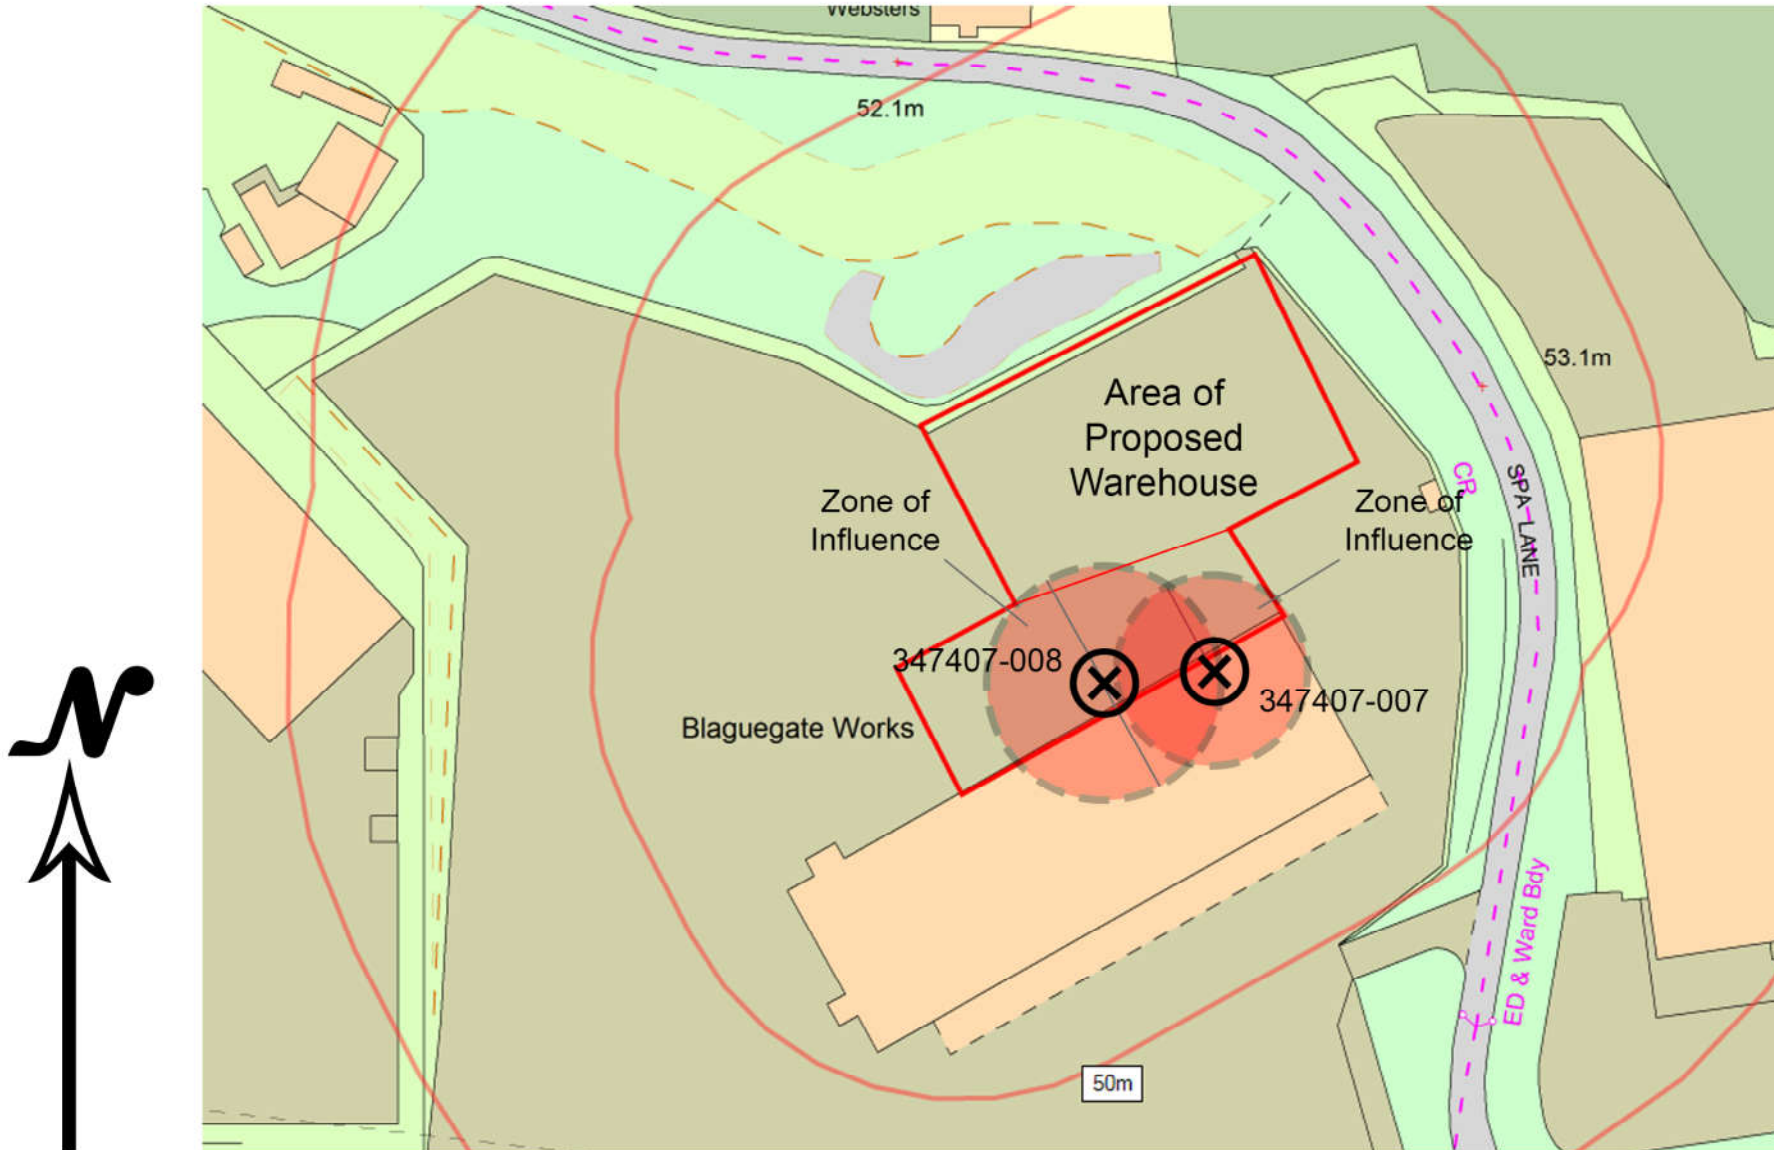 Websters
52.1m
53.1m
Area of
Proposed
Warehouse
Zone of
Influence
Zone of
Influence
CR
SPA LANE
347407-008
347407-007
Blaguegate Works
ED & Ward Bdy
50m
N